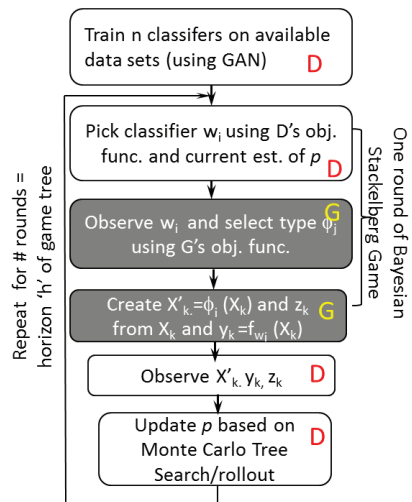 Train n classifers on available
data sets (using GAN) D
Pick classifier wᵢ using D's obj.
func. and current est. of p
D
G
Observe wᵢ and select type ϕⱼ
using G's obj. func.
Create X'ₖ.=ϕᵢ (Xₖ) and zₖ G
from Xₖ and yₖ=f_wⱼ (Xₖ)
Observe X'ₖ. yₖ, zₖ D
Update p based on D
Monte Carlo Tree
Search/rollout
Repeat for # rounds =
horizon 'h' of game tree
One round of Bayesian
Stackelberg Game